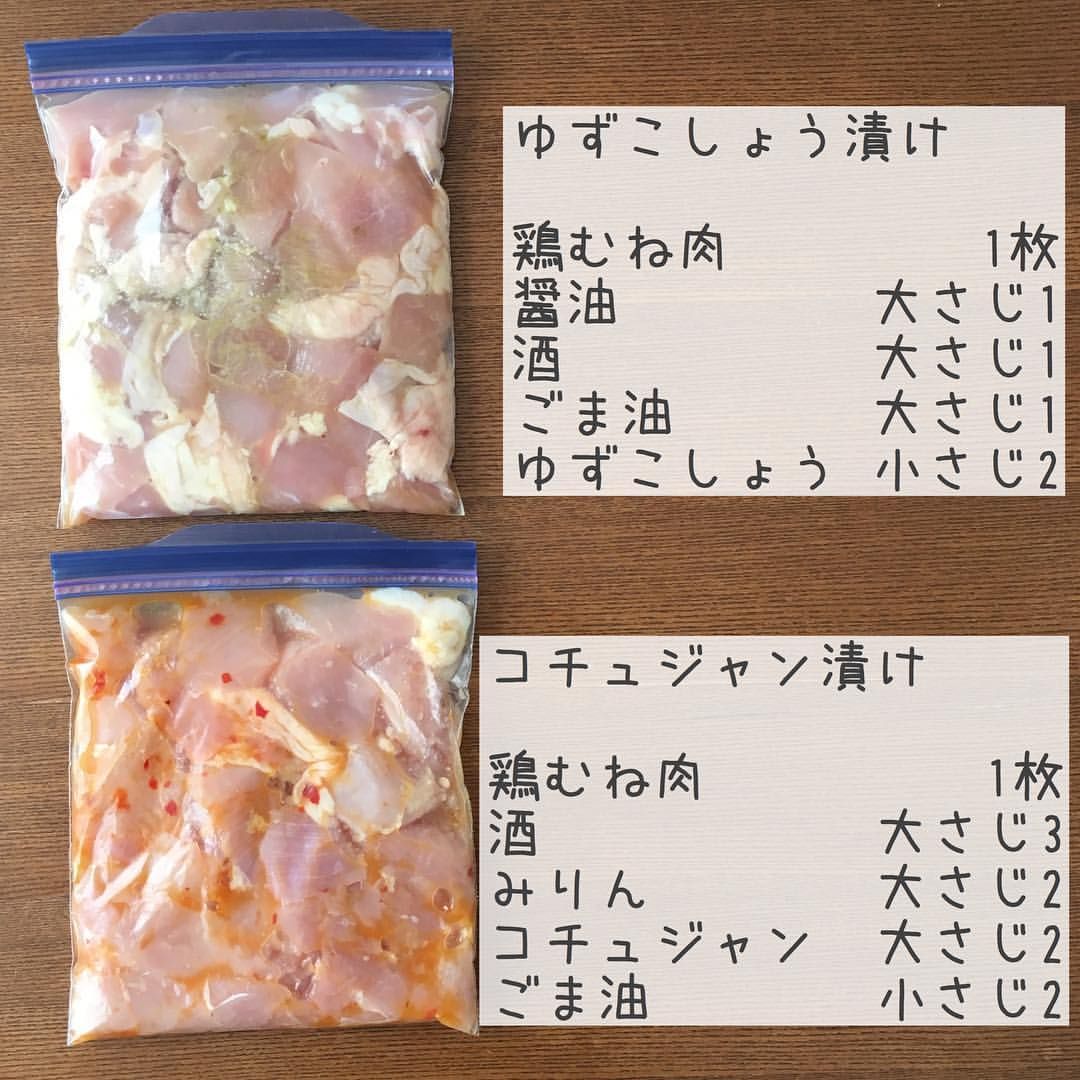 ゆずこしょう漬け
鶏むね肉 1枚
醤油 大さじ1
酒 大さじ1
ごま油 大さじ1
ゆずこしょう 小さじ2
コチュジャン漬け
鶏むね肉 1枚
酒 大さじ3
みりん 大さじ2
コチュジャン 大さじ2
ごま油 小さじ2